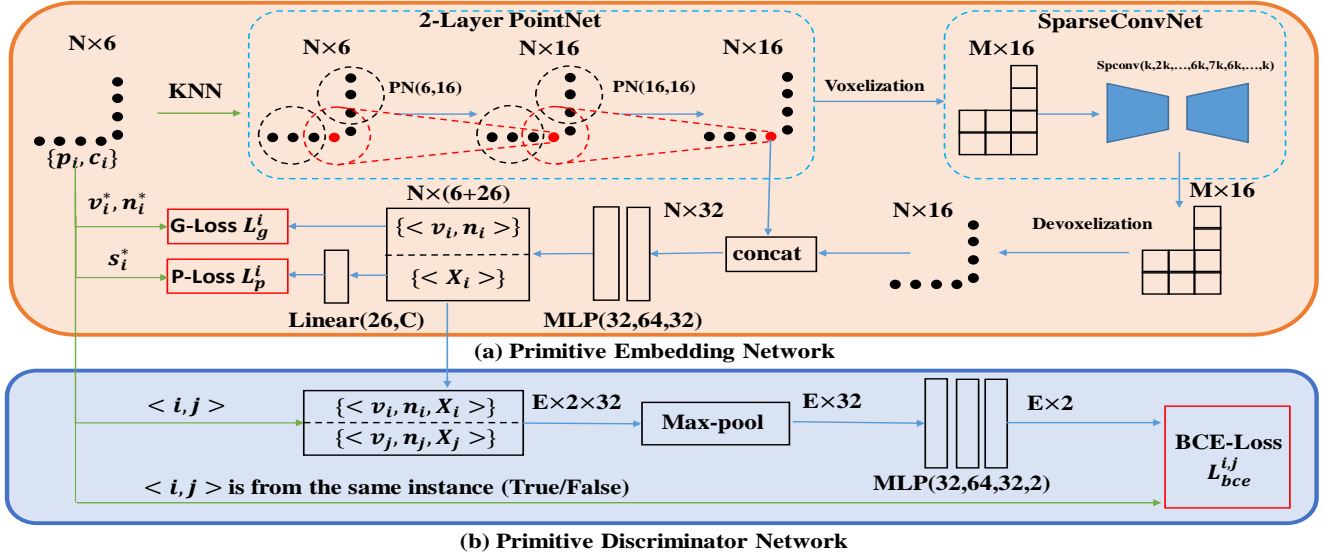 2-Layer PointNet
SparseConvNet
N×6
N×6
N×16
N×16
M×16
Spconv(k,2k,...,6k,7k,6k,...,k)
KNN
PN(6,16)
PN(16,16)
Voxelization
{p_i, c_i}
N×(6+26)
M×16
v_i^*, n_i^*
G-Loss L_g^i
{< v_i, n_i >}
N×32
N×16
Devoxelization
concat
s_i^*
P-Loss L_p^i
{< X_i >}
Linear(26,C)
MLP(32,64,32)
(a) Primitive Embedding Network
< i, j >
{< v_i, n_i, X_i >}
{< v_j, n_j, X_j >}
E×2×32
Max-pool
E×32
E×2
BCE-Loss
L_bce^{i,j}
MLP(32,64,32,2)
< i, j > is from the same instance (True/False)
(b) Primitive Discriminator Network